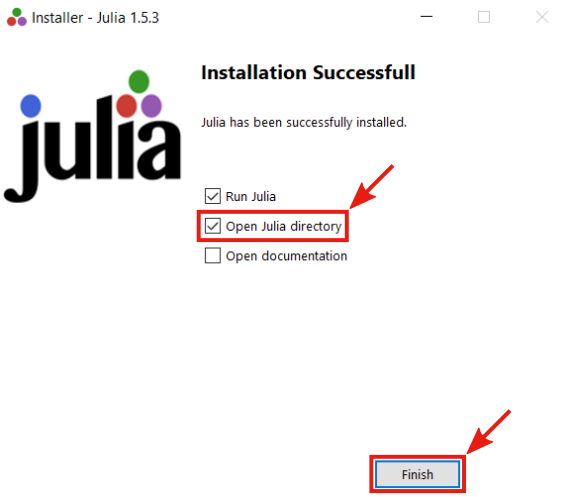 Installer - Julia 1.5.3
julia
Installation Successfull
Julia has been successfully installed.
Run Julia
Open Julia directory
Open documentation
Finish